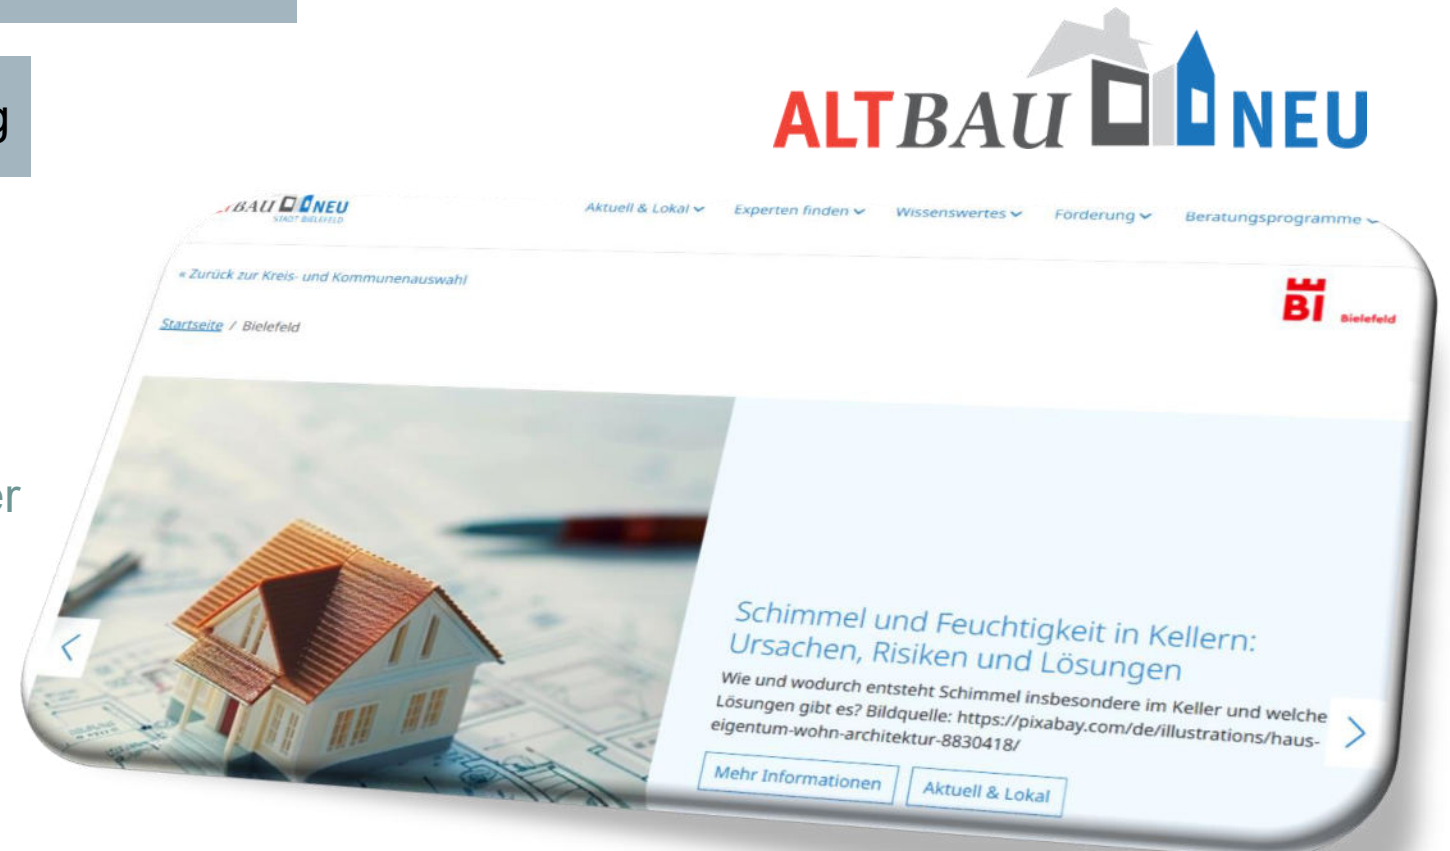 g
ALTBAU NEU
BAU NEU
STADT BIELEFELD
Aktuell & Lokal Experten finden Wissenswertes Förderung Beratungsprogramme
« Zurück zur Kreis- und Kommunenauswahl
BI Bielefeld
Startseite / Bielefeld
er
Schimmel und Feuchtigkeit in Kellern:
Ursachen, Risiken und Lösungen
Wie und wodurch entsteht Schimmel insbesondere im Keller und welche
Lösungen gibt es? Bildquelle: https://pixabay.com/de/illustrations/haus-
eigentum-wohn-architektur-8830418/
Mehr Informationen Aktuell & Lokal